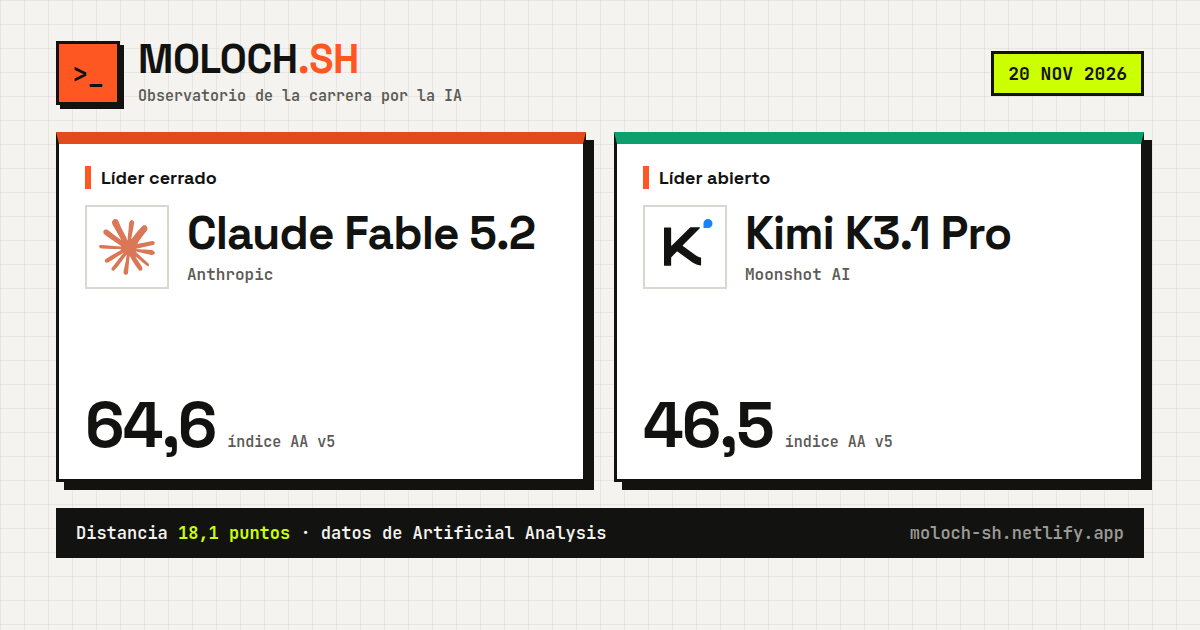 >_
MOLOCH.SH
Observatorio de la carrera por la IA
20 NOV 2026
Líder cerrado
Claude Fable 5.2
Anthropic
64,6 índice AA v5
Líder abierto
Kimi K3.1 Pro
Moonshot AI
46,5 índice AA v5
Distancia 18,1 puntos · datos de Artificial Analysis
moloch-sh.netlify.app